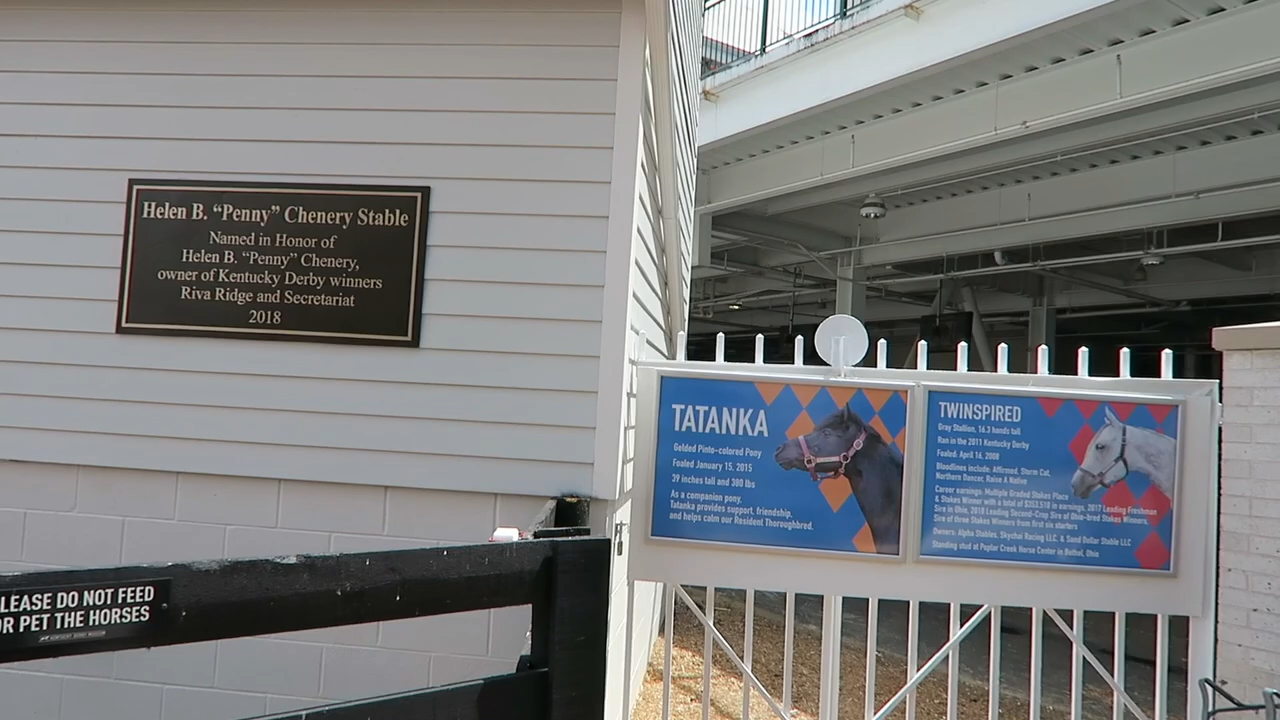 Helen B. “Penny” Chenery Stable
Named in Honor of
Helen B. “Penny” Chenery,
owner of Kentucky Derby winners
Riva Ridge and Secretariat
2018
LEASE DO NOT FEED
OR PET THE HORSES
KENTUCKY DERBY MUSEUM
TATANKA
Gelded Pinto-colored Pony
Foaled January 15, 2015
39 inches tall and 300 lbs
As a companion pony,
Tatanka provides support, friendship,
and helps calm our Resident Thoroughbred.
TWINSPIRED
Gray Stallion, 16.3 hands tall
Ran in the 2011 Kentucky Derby
Foaled: April 16, 2008
Bloodlines include: Affirmed, Storm Cat,
Northern Dancer, Raise A Native
Career earnings: Multiple Graded Stakes Place
& Stakes Winner with a total of $353,510 in earnings, 2017 Leading Freshman
Sire in Ohio, 2018 Leading Second-Crop Sire of Ohio-bred Stakes Winners,
Sire of three Stakes Winners from first six starters
Owners: Alpha Stables, Skychai Racing LLC. & Sand Dollar Stable LLC
Standing stud at Poplar Creek Horse Center in Bethel, Ohio